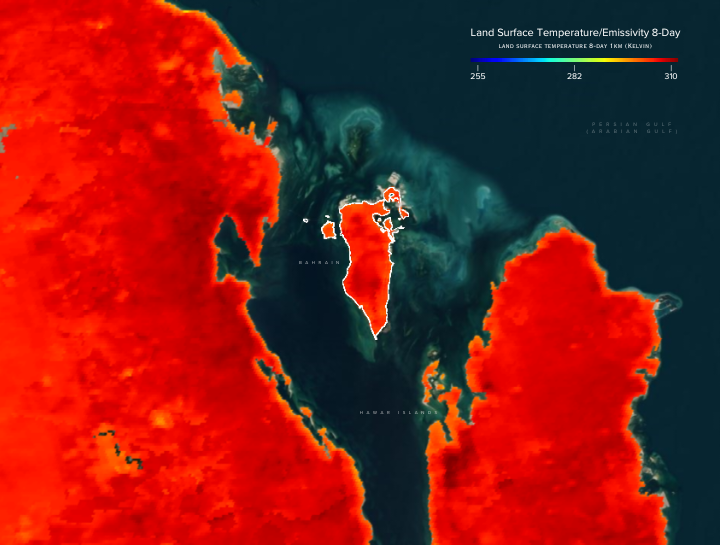 Land Surface Temperature/Emissivity 8-Day
Land Surface Temperature 8-Day 1km (Kelvin)
255 282 310
PERSIAN GULF
(ARABIAN GULF)
BAHRAIN
HAWAR ISLANDS